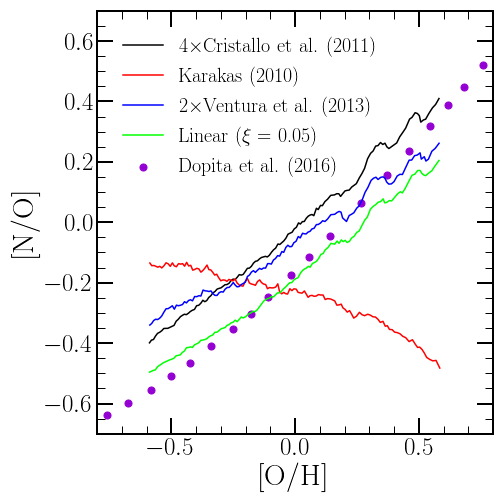 4×Cristallo et al. (2011)
Karakas (2010)
2×Ventura et al. (2013)
Linear (ξ = 0.05)
Dopita et al. (2016)
[N/O]
0.6
0.4
0.2
0.0
−0.2
−0.4
−0.6
−0.5 0.0 0.5
[O/H]